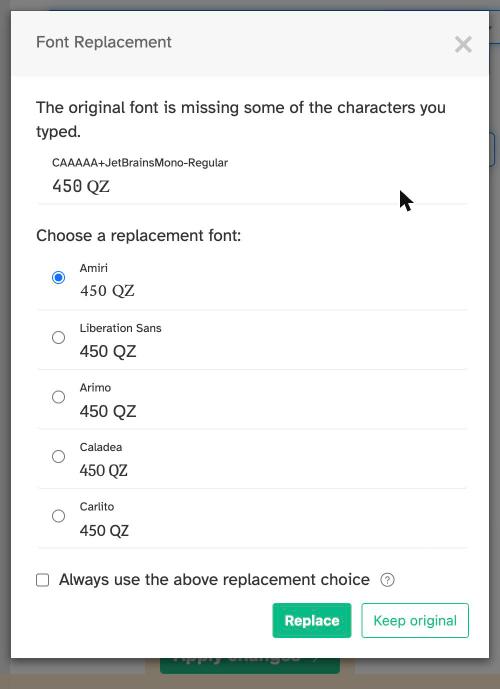 Font Replacement
The original font is missing some of the characters you
typed.
CAAAAA+JetBrainsMono-Regular
450 QZ
Choose a replacement font:
Amiri
450 QZ
Liberation Sans
450 QZ
Arimo
450 QZ
Caladea
450 QZ
Carlito
450 QZ
Always use the above replacement choice ?
Replace Keep original
Apply changes